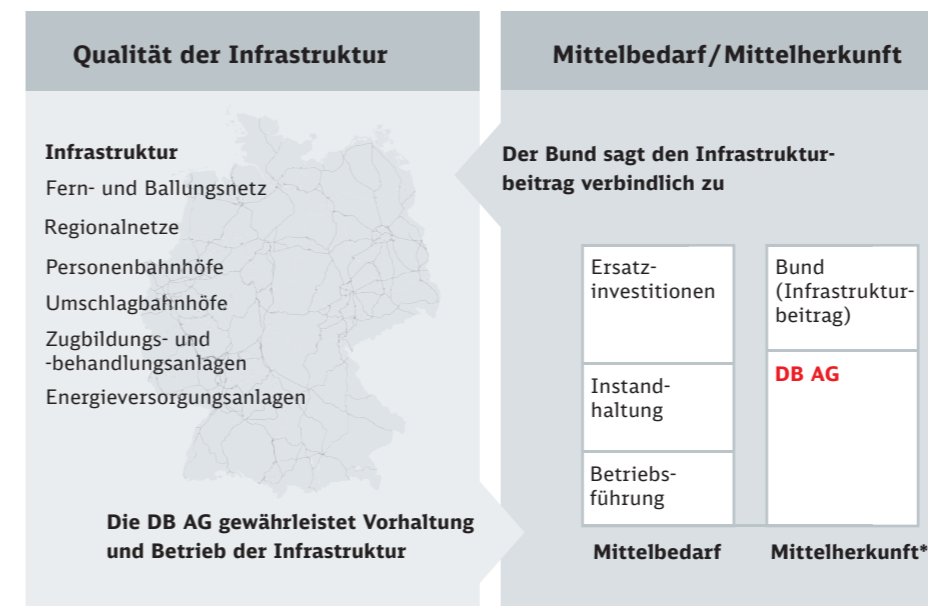 Qualität der Infrastruktur
Infrastruktur
Fern- und Ballungsnetz
Regionalnetze
Personenbahnhöfe
Umschlagbahnhöfe
Zugbildungs- und
-behandlungsanlagen
Energieversorgungsanlagen
Die DB AG gewährleistet Vorhaltung
und Betrieb der Infrastruktur
Mittelbedarf/Mittelherkunft
Der Bund sagt den Infrastruktur-
beitrag verbindlich zu
Ersatz-
investitionen
Instand-
haltung
Betriebs-
führung
Mittelbedarf
Bund
(Infrastruktur-
beitrag)
DB AG
Mittelherkunft*